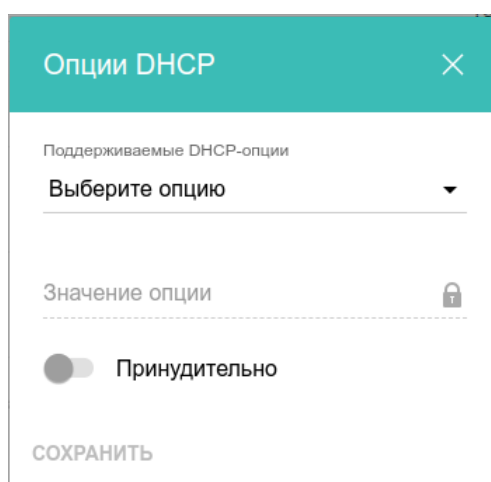 Опции DHCP
Поддерживаемые DHCP-опции
Выберите опцию
Значение опции
Принудительно
СОХРАНИТЬ